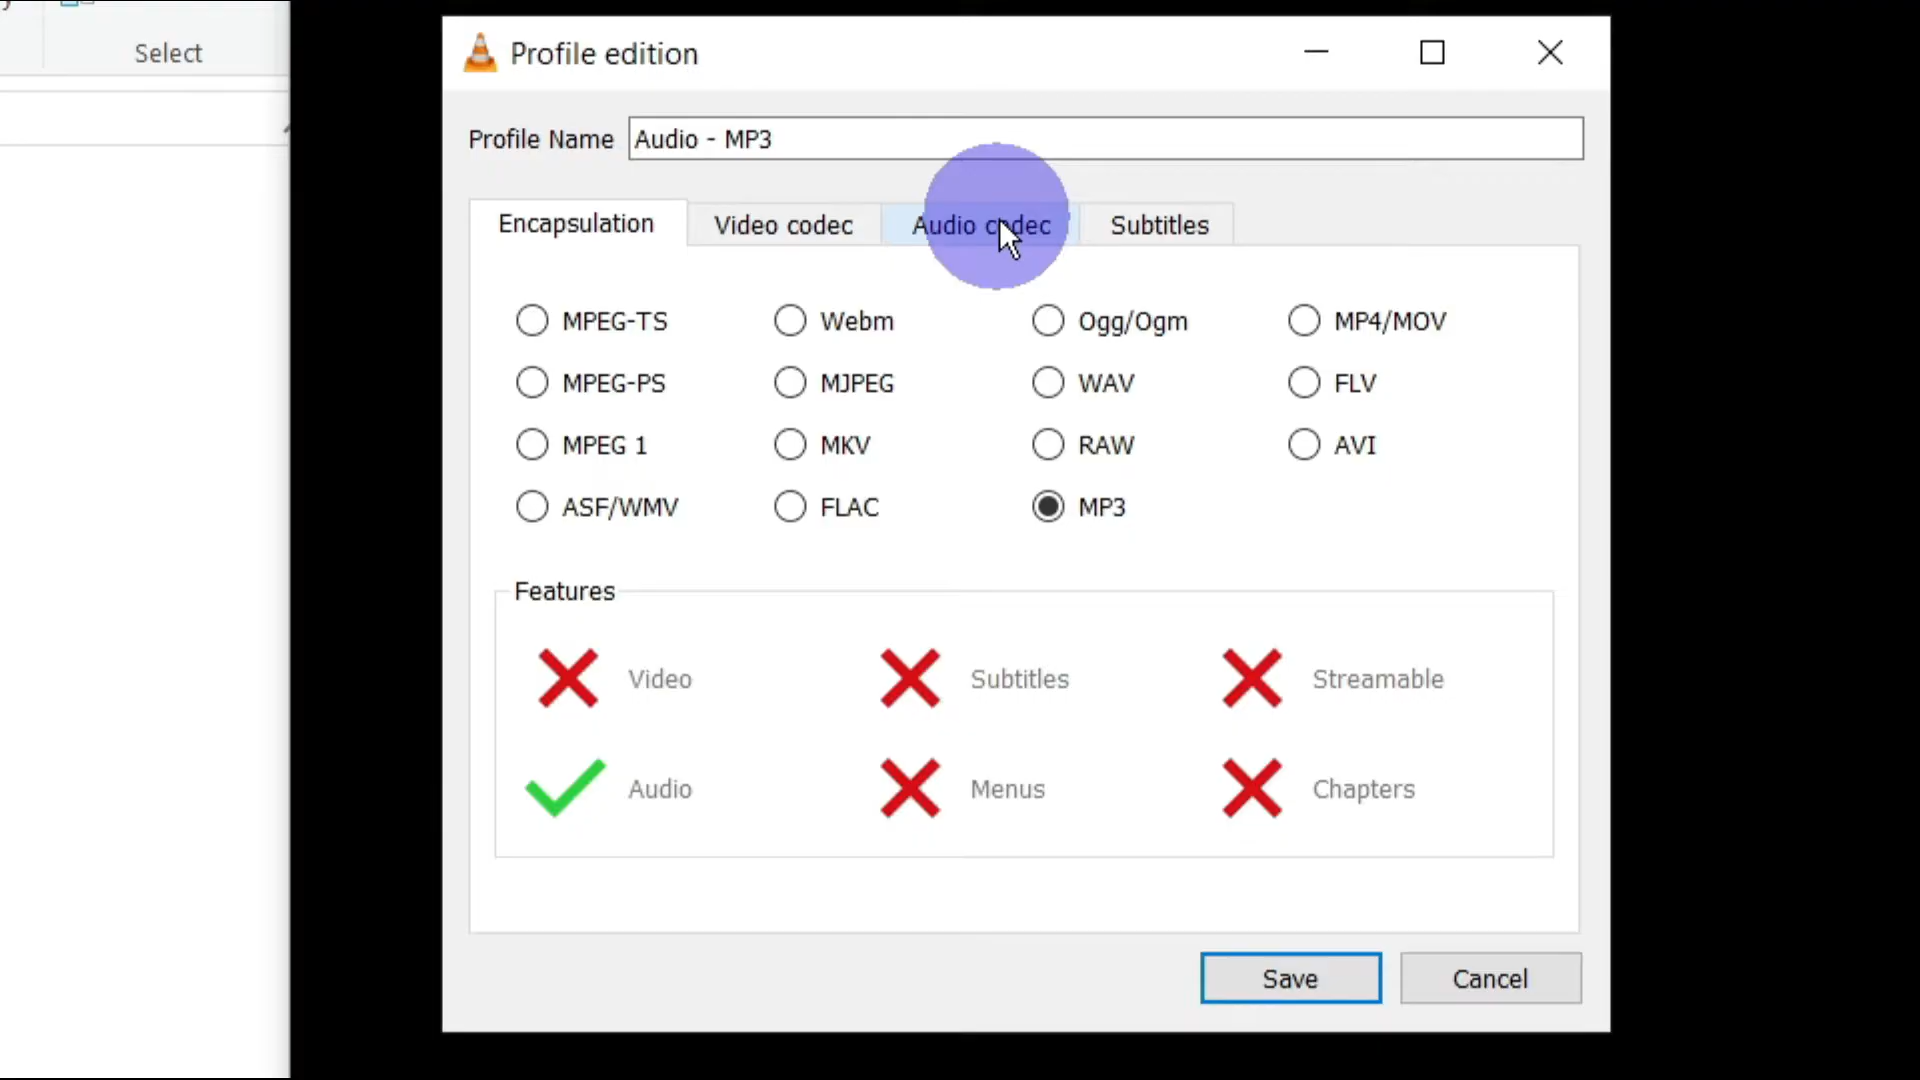 Select
Profile edition
Profile Name Audio - MP3
Encapsulation Video codec Audio codec Subtitles
MPEG-TS Webm Ogg/Ogm MP4/MOV
MPEG-PS MJPEG WAV FLV
MPEG 1 MKV RAW AVI
ASF/WMV FLAC MP3
Features
Video Subtitles Streamable
Audio Menus Chapters
Save Cancel